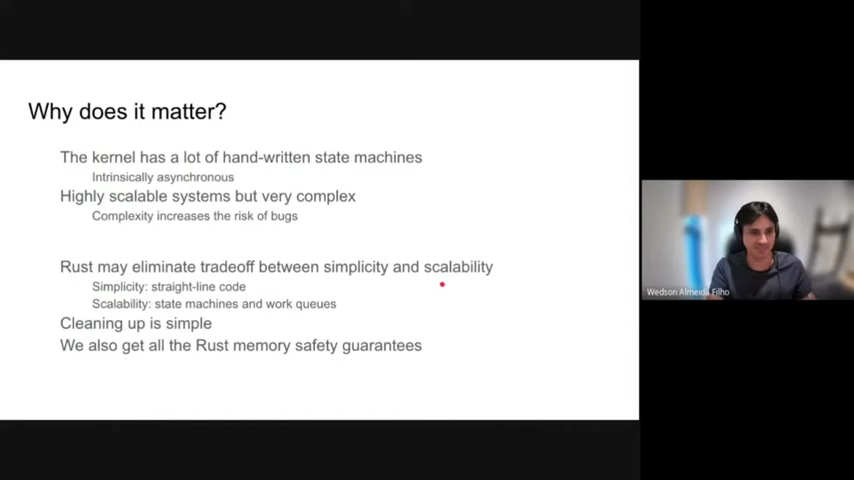 Why does it matter?
The kernel has a lot of hand-written state machines
Intrinsically asynchronous
Highly scalable systems but very complex
Complexity increases the risk of bugs
Rust may eliminate tradeoff between simplicity and scalability
Simplicity: straight-line code
Scalability: state machines and work queues
Cleaning up is simple
We also get all the Rust memory safety guarantees
Wedson Almeida Filho